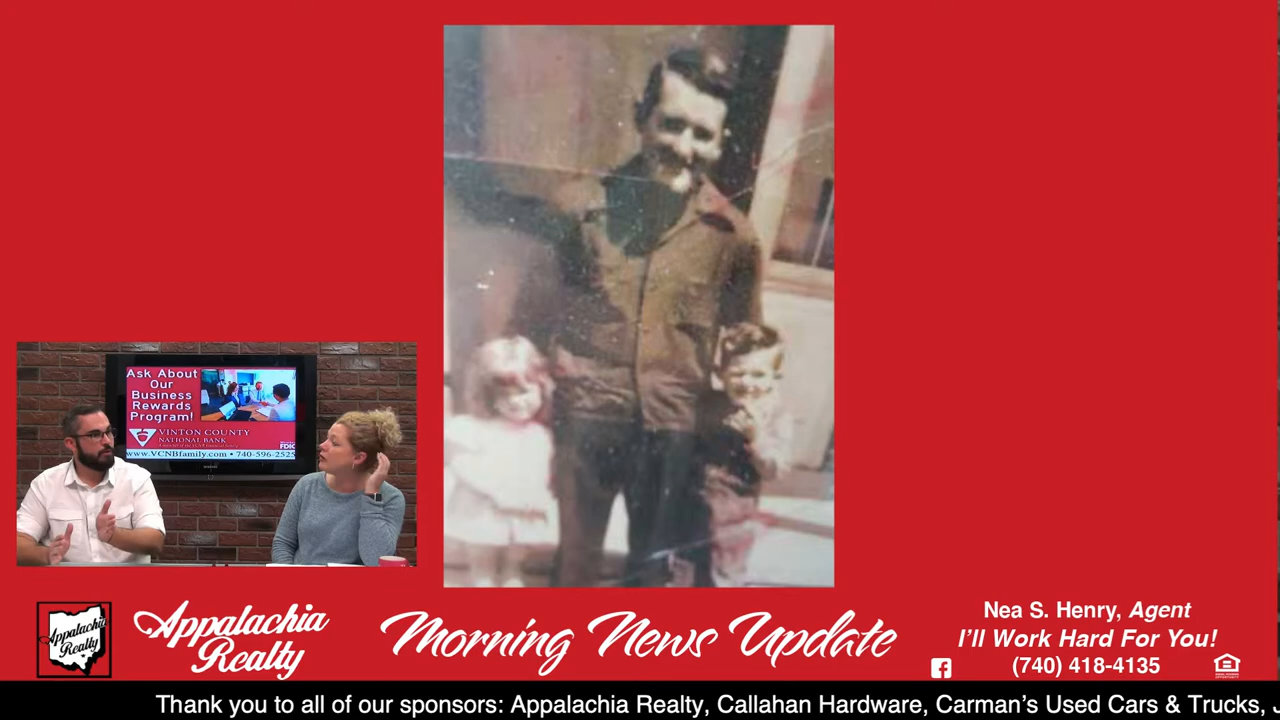 Ask About
Our
Business
Rewards
Program!
VINTON COUNTY
NATIONAL BANK
FDIC
www.VCNBfamily.com • 740-596-2525
Appalachia
Realty
Appalachia
Realty
Morning News Update
Nea S. Henry, Agent
I'll Work Hard For You!
(740) 418-4135
Thank you to all of our sponsors: Appalachia Realty, Callahan Hardware, Carman's Used Cars & Trucks, J